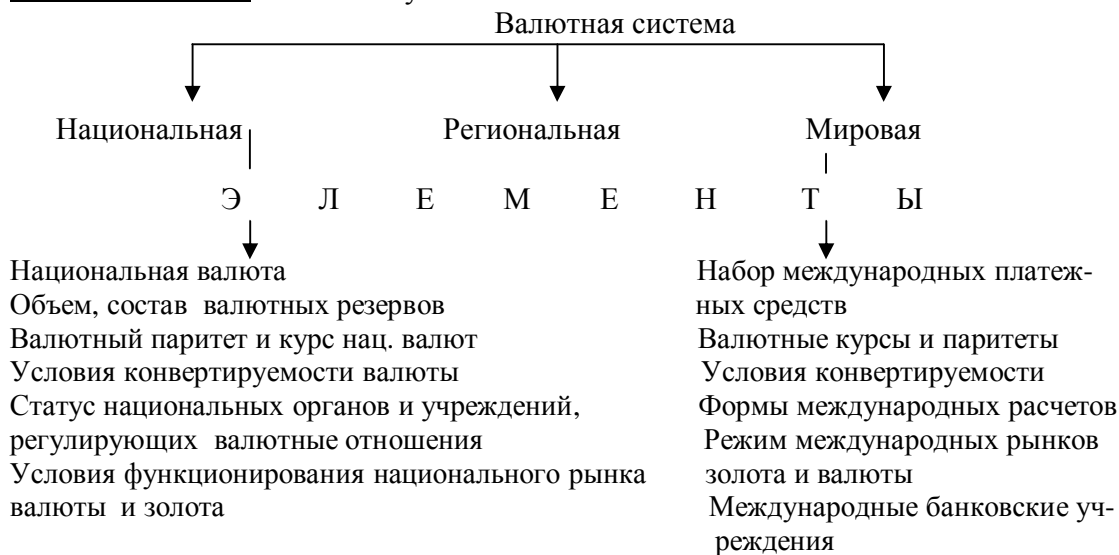 Валютная система
Национальная Региональная Мировая
Э Л Е М Е Н Т Ы
Национальная валюта
Объем, состав валютных резервов
Валютный паритет и курс нац. валют
Условия конвертируемости валюты
Статус национальных органов и учреждений,
регулирующих валютные отношения
Условия функционирования национального рынка
валюты и золота
Набор международных платеж-
ных средств
Валютные курсы и паритеты
Условия конвертируемости
Формы международных расчетов
Режим международных рынков
золота и валюты
Международные банковские уч-
реждения